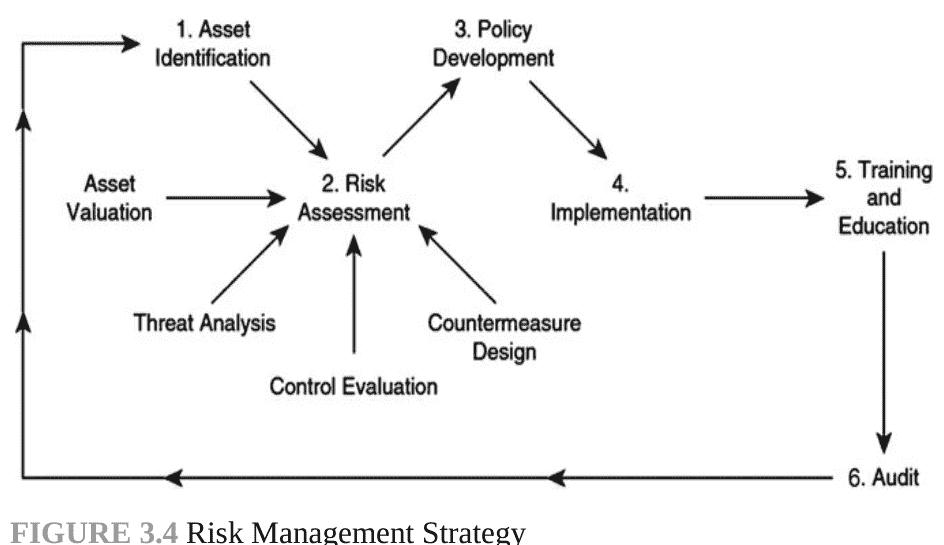 1. Asset
Identification
3. Policy
Development
Asset
Valuation
2. Risk
Assessment
4.
Implementation
5. Training
and
Education
Threat Analysis
Countermeasure
Design
Control Evaluation
6. Audit
FIGURE 3.4 Risk Management Strategy